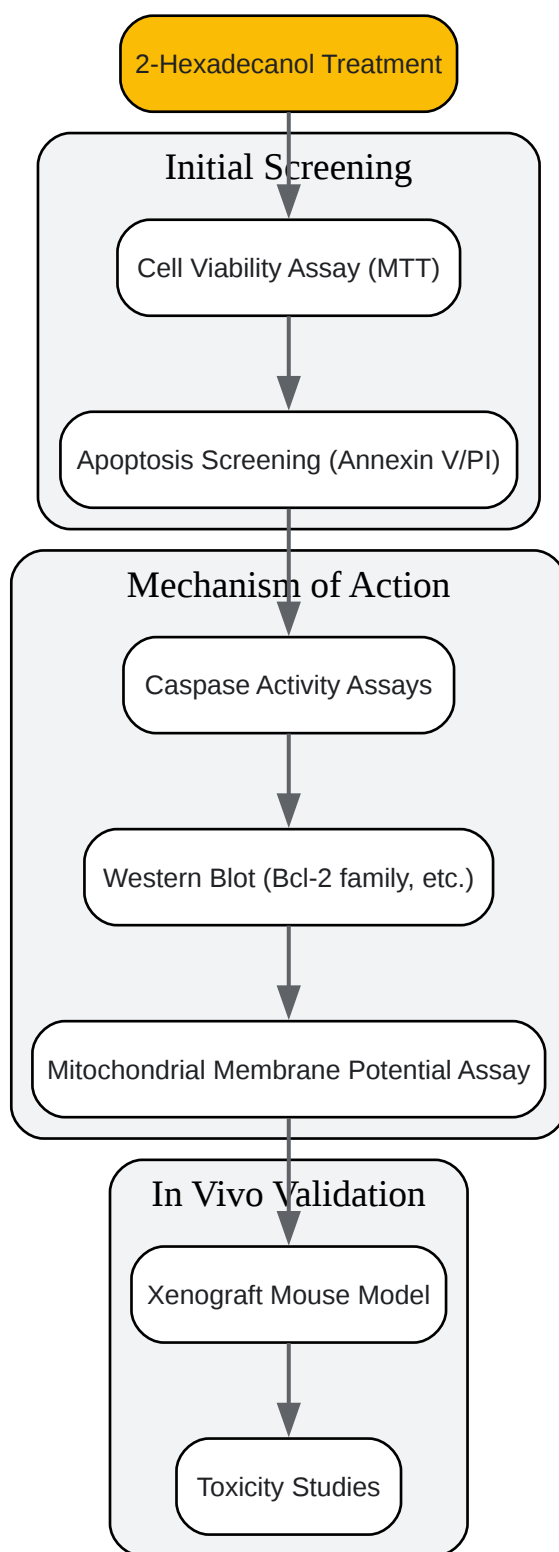 2-Hexadecanol Treatment
Initial Screening
Cell Viability Assay (MTT)
Apoptosis Screening (Annexin V/PI)
Mechanism of Action
Caspase Activity Assays
Western Blot (Bcl-2 family, etc.)
Mitochondrial Membrane Potential Assay
In Vivo Validation
Xenograft Mouse Model
Toxicity Studies